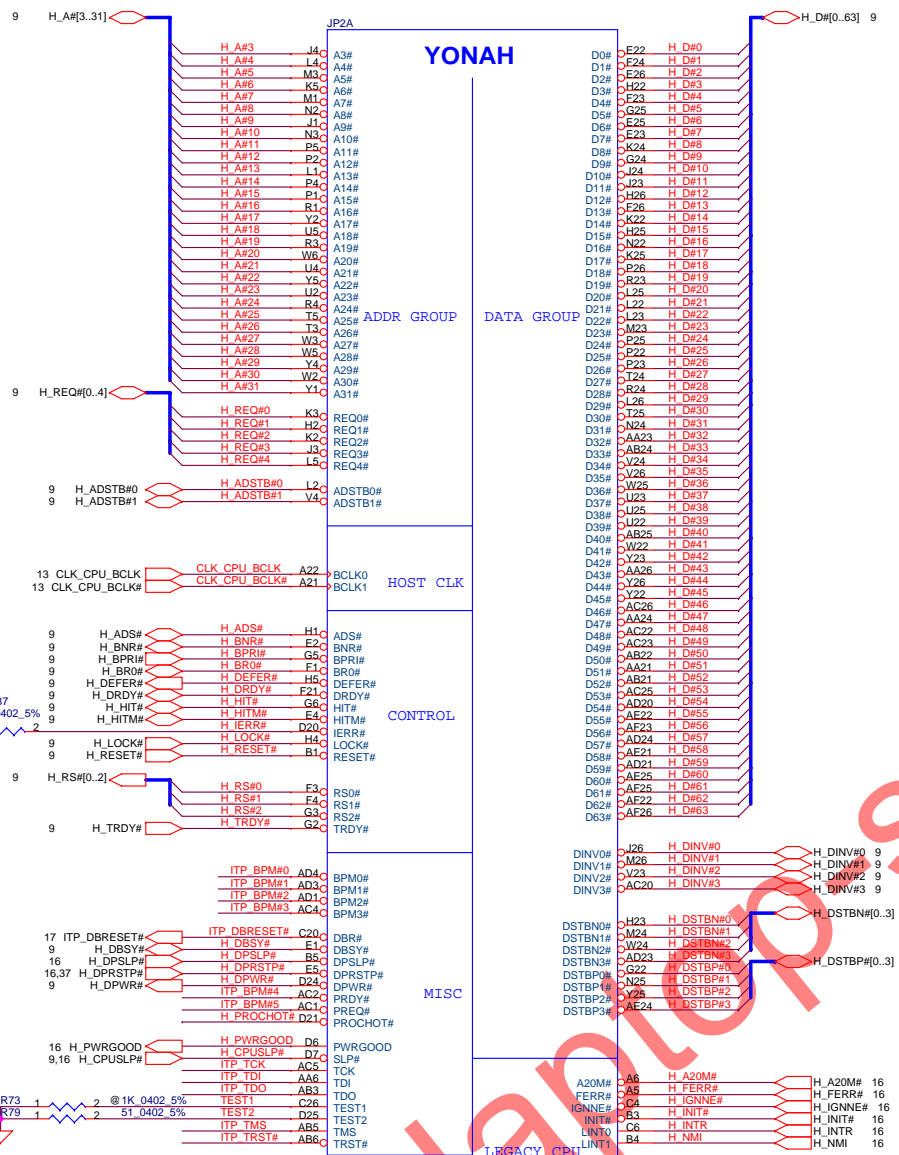 9 H_A#[3..31]
JP2A
YONAH
H_D#[0..63] 9
H_A#3 J4 A3#
H_A#4 L4 A4#
H_A#5 M3 A5#
H_A#6 K5 A6#
H_A#7 M1 A7#
H_A#8 N2 A8#
H_A#9 J1 A9#
H_A#10 N3 A10#
H_A#11 P5 A11#
H_A#12 P2 A12#
H_A#13 L1 A13#
H_A#14 P4 A14#
H_A#15 P1 A15#
H_A#16 R1 A16#
H_A#17 Y2 A17#
H_A#18 U5 A18#
H_A#19 R3 A19#
H_A#20 W6 A20#
H_A#21 U4 A21#
H_A#22 Y5 A22#
H_A#23 U2 A23#
H_A#24 R4 A24#
H_A#25 T5 A25#
H_A#26 T3 A26#
H_A#27 W3 A27#
H_A#28 W5 A28#
H_A#29 Y4 A29#
H_A#30 W2 A30#
H_A#31 Y1 A31#
ADDR GROUP
9 H_REQ#[0..4]
H_REQ#0 K3 REQ0#
H_REQ#1 H2 REQ1#
H_REQ#2 K2 REQ2#
H_REQ#3 J3 REQ3#
H_REQ#4 L5 REQ4#
9 H_ADSTB#0 H_ADSTB#0 L2 ADSTB0#
9 H_ADSTB#1 H_ADSTB#1 V4 ADSTB1#
13 CLK_CPU_BCLK CLK_CPU_BCLK A22 BCLK0
13 CLK_CPU_BCLK# CLK_CPU_BCLK# A21 BCLK1
HOST CLK
9 H_ADS# H_ADS# H1 ADS#
9 H_BNR# H_BNR# E2 BNR#
9 H_BPRI# H_BPRI# G5 BPRI#
9 H_BR0# H_BR0# F1 BR0#
9 H_DEFER# H_DEFER# H5 DEFER#
9 H_DRDY# H_DRDY# F21 DRDY#
9 H_HIT# H_HIT# G6 HIT#
9 H_HITM# H_HITM# E4 HITM#
402_5% 2 H_IERR# D20 IERR#
9 H_LOCK# H_LOCK# H4 LOCK#
9 H_RESET# H_RESET# B1 RESET#
CONTROL
9 H_RS#[0..2]
H_RS#0 F3 RS0#
H_RS#1 F4 RS1#
H_RS#2 G3 RS2#
9 H_TRDY# H_TRDY# G2 TRDY#
ITP_BPM#0 AD4 BPM0#
ITP_BPM#1 AD3 BPM1#
ITP_BPM#2 AD1 BPM2#
ITP_BPM#3 AC4 BPM3#
17 ITP_DBRESET# ITP_DBRESET# C20 DBR#
9 H_DBSY# H_DBSY# E1 DBSY#
16 H_DPSLP# H_DPSLP# B5 DPSLP#
16,37 H_DPRSTP# H_DPRSTP# E5 DPRSTP#
9 H_DPWR# H_DPWR# D24 DPWR#
ITP_BPM#4 AC2 PRDY#
ITP_BPM#5 AC1 PREQ#
H_PROCHOT# D21 PROCHOT#
MISC
16 H_PWRGOOD H_PWRGOOD D6 PWRGOOD
9,16 H_CPUSLP# H_CPUSLP# D7 SLP#
ITP_TCK AC5 TCK
ITP_TDI AA6 TDI
ITP_TDO AB3 TDO
R73 1 2 @1K_0402_5% TEST1 C26 TEST1
R79 1 2 51_0402_5% TEST2 D25 TEST2
ITP_TMS AB5 TMS
ITP_TRST# AB6 TRST#
DATA GROUP
D0# E22 H_D#0
D1# F24 H_D#1
D2# E26 H_D#2
D3# H22 H_D#3
D4# F23 H_D#4
D5# G25 H_D#5
D6# E25 H_D#6
D7# E23 H_D#7
D8# K24 H_D#8
D9# G24 H_D#9
D10# J24 H_D#10
D11# J23 H_D#11
D12# H26 H_D#12
D13# F26 H_D#13
D14# K22 H_D#14
D15# H25 H_D#15
D16# N22 H_D#16
D17# K25 H_D#17
D18# P26 H_D#18
D19# R23 H_D#19
D20# L25 H_D#20
D21# L22 H_D#21
D22# L23 H_D#22
D23# M23 H_D#23
D24# P25 H_D#24
D25# P22 H_D#25
D26# P23 H_D#26
D27# T24 H_D#27
D28# R24 H_D#28
D29# L26 H_D#29
D30# T25 H_D#30
D31# N24 H_D#31
D32# AA23 H_D#32
D33# AB24 H_D#33
D34# V24 H_D#34
D35# V26 H_D#35
D36# W25 H_D#36
D37# U23 H_D#37
D38# U25 H_D#38
D39# U22 H_D#39
D40# AB25 H_D#40
D41# W22 H_D#41
D42# Y23 H_D#42
D43# AA26 H_D#43
D44# Y26 H_D#44
D45# Y22 H_D#45
D46# AC26 H_D#46
D47# AA24 H_D#47
D48# AC22 H_D#48
D49# AC23 H_D#49
D50# AB22 H_D#50
D51# AA21 H_D#51
D52# AB21 H_D#52
D53# AC25 H_D#53
D54# AD20 H_D#54
D55# AE22 H_D#55
D56# AF23 H_D#56
D57# AD24 H_D#57
D58# AE21 H_D#58
D59# AD21 H_D#59
D60# AE25 H_D#60
D61# AF25 H_D#61
D62# AF22 H_D#62
D63# AF26 H_D#63
DINV0# J26 H_DINV#0 H_DINV#0 9
DINV1# M26 H_DINV#1 H_DINV#1 9
DINV2# V23 H_DINV#2 H_DINV#2 9
DINV3# AC20 H_DINV#3 H_DINV#3 9
DSTBN0# H23 H_DSTBN#0 H_DSTBN#[0..3]
DSTBN1# M24 H_DSTBN#1
DSTBN2# W24 H_DSTBN#2
DSTBN3# AD23 H_DSTBN#3
DSTBP0# G22 H_DSTBP#0 H_DSTBP#[0..3]
DSTBP1# N25 H_DSTBP#1
DSTBP2# Y25 H_DSTBP#2
DSTBP3# AE24 H_DSTBP#3
A20M# A6 H_A20M# H_A20M# 16
FERR# A5 H_FERR# H_FERR# 16
IGNNE# C4 H_IGNNE# H_IGNNE# 16
INIT# B3 H_INIT# H_INIT# 16
LINT0 C6 H_INTR H_INTR 16
LINT1 B4 H_NMI H_NMI 16
LEGACY CPU
laptop-s